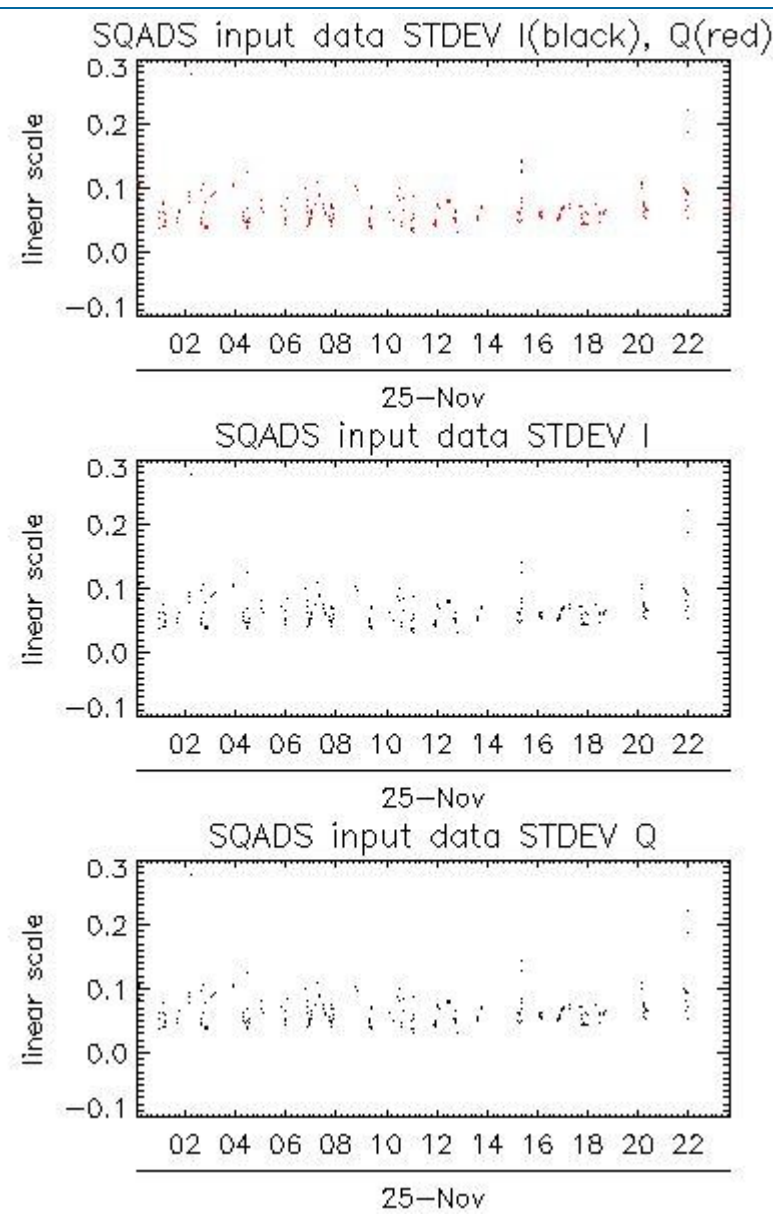 SQADS input data STDEV I(black), Q(red)
0.3
0.2
0.1
0.0
−0.1
linear scale
02 04 06 08 10 12 14 16 18 20 22
25−Nov
SQADS input data STDEV I
0.3
0.2
0.1
0.0
−0.1
linear scale
02 04 06 08 10 12 14 16 18 20 22
25−Nov
SQADS input data STDEV Q
0.3
0.2
0.1
0.0
−0.1
linear scale
02 04 06 08 10 12 14 16 18 20 22
25−Nov